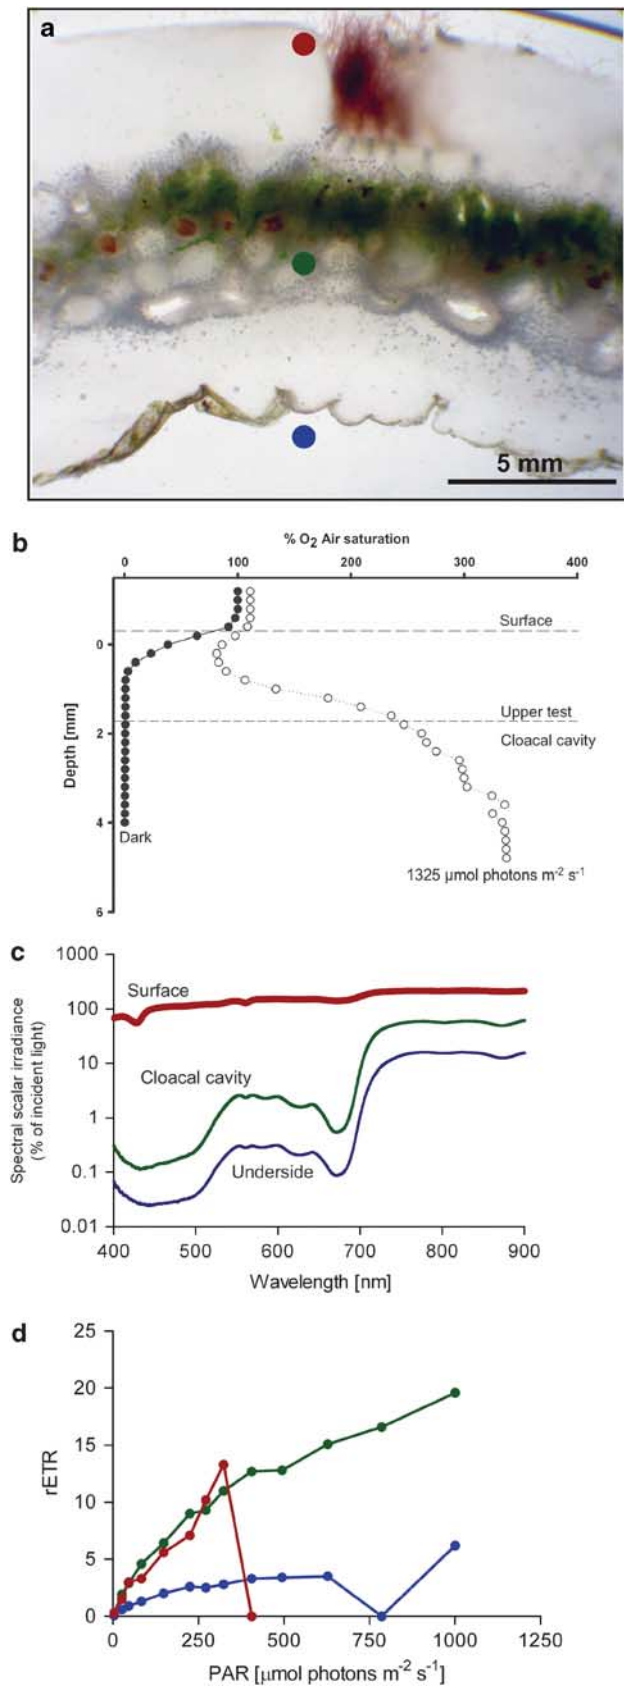 a
5 mm
b
% O2 Air saturation
0 100 200 300 400
Surface
0
Upper test
2
Cloacal cavity
Depth [mm]
4
Dark
1325 µmol photons m-2 s-1
6
c
1000
Surface
100
10
Cloacal cavity
1
Underside
0.1
0.01
Spectral scalar irradiance
(% of incident light)
400 500 600 700 800 900
Wavelength [nm]
d
25
20
15
rETR
10
5
0
0 250 500 750 1000 1250
PAR [µmol photons m-2 s-1]